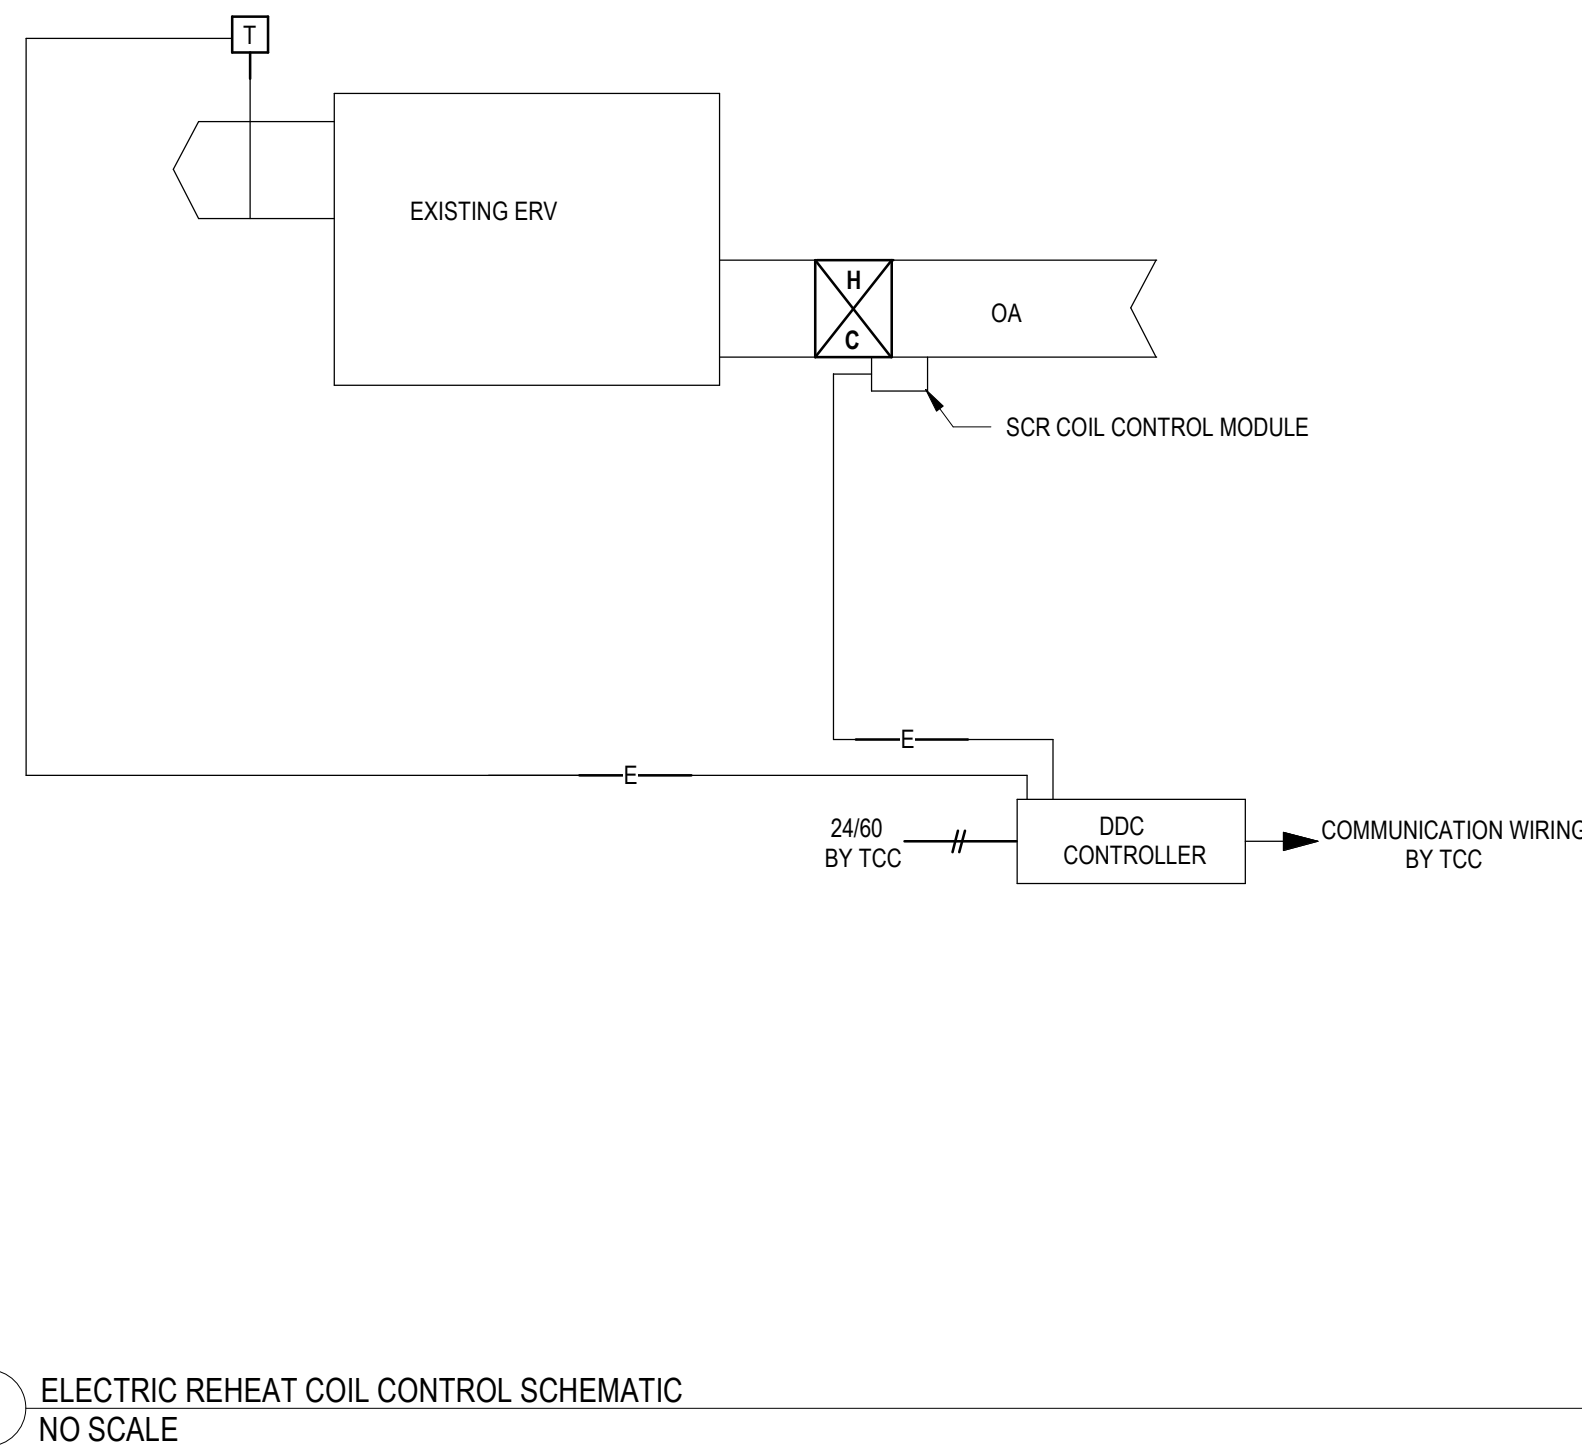 T
EXISTING ERV
H
OA
C
SCR COIL CONTROL MODULE
E
E
24/60
BY TCC
DDC
CONTROLLER
COMMUNICATION WIRING
BY TCC
ELECTRIC REHEAT COIL CONTROL SCHEMATIC
NO SCALE